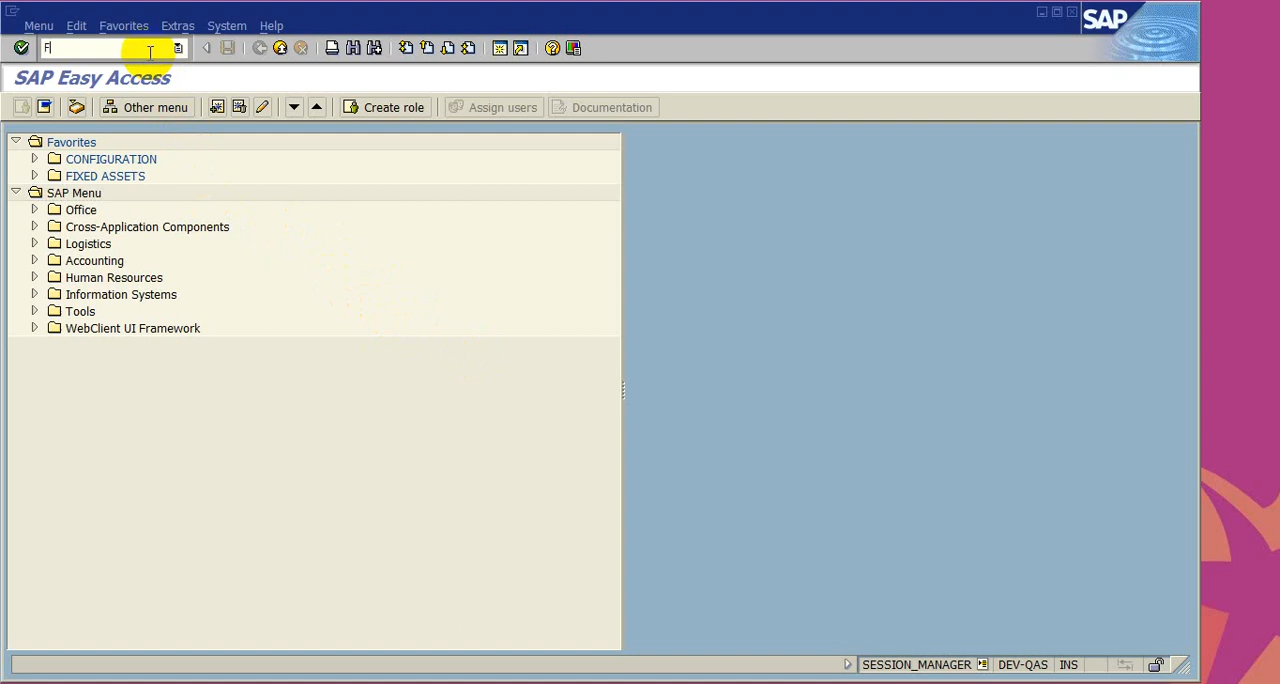 Menu Edit Favorites Extras System Help
SAP
F
SAP Easy Access
Other menu Create role Assign users Documentation
Favorites
CONFIGURATION
FIXED ASSETS
SAP Menu
Office
Cross-Application Components
Logistics
Accounting
Human Resources
Information Systems
Tools
WebClient UI Framework
SESSION_MANAGER DEV-QAS INS